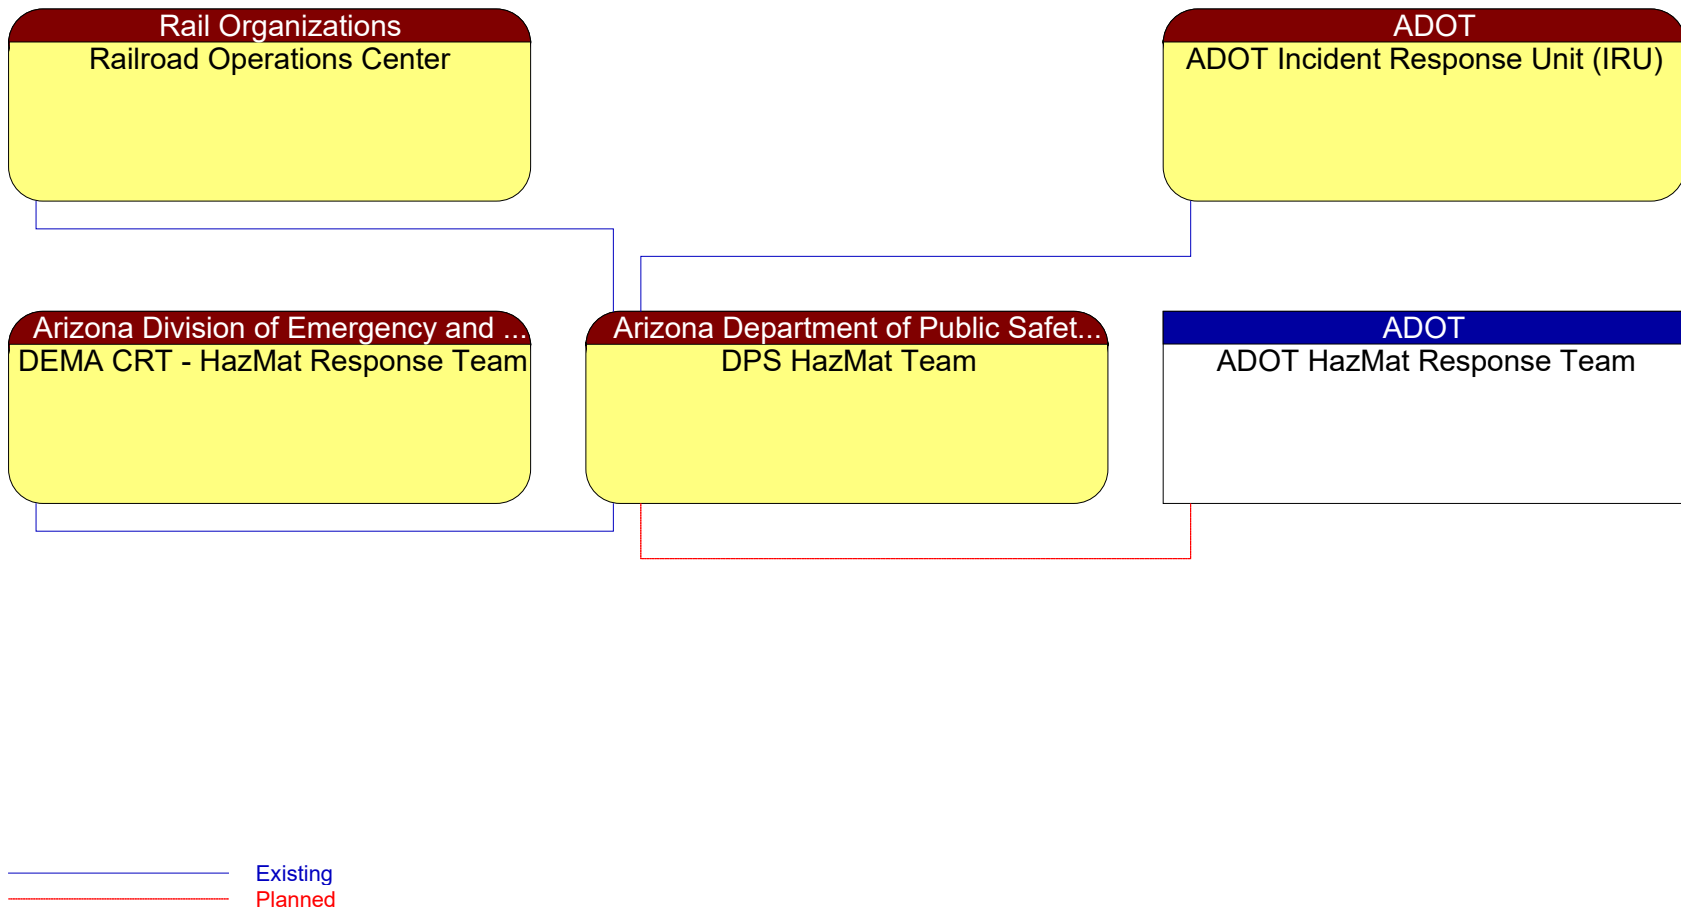 Rail Organizations
Railroad Operations Center
ADOT
ADOT Incident Response Unit (IRU)
Arizona Division of Emergency and ...
DEMA CRT - HazMat Response Team
Arizona Department of Public Safet...
DPS HazMat Team
ADOT
ADOT HazMat Response Team
Existing
Planned